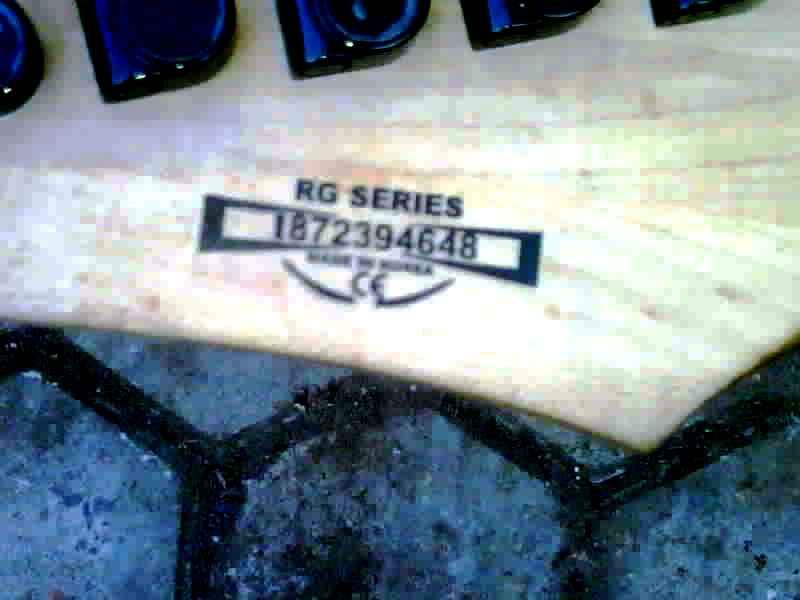 RG SERIES
1872394648
MADE IN KOREA
CE